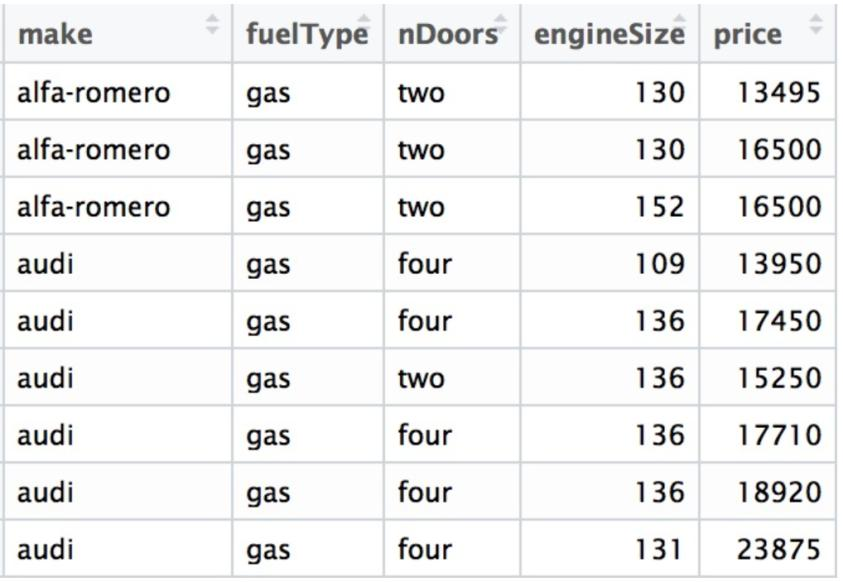 make fuelType nDoors engineSize price
alfa-romero gas two 130 13495
alfa-romero gas two 130 16500
alfa-romero gas two 152 16500
audi gas four 109 13950
audi gas four 136 17450
audi gas two 136 15250
audi gas four 136 17710
audi gas four 136 18920
audi gas four 131 23875